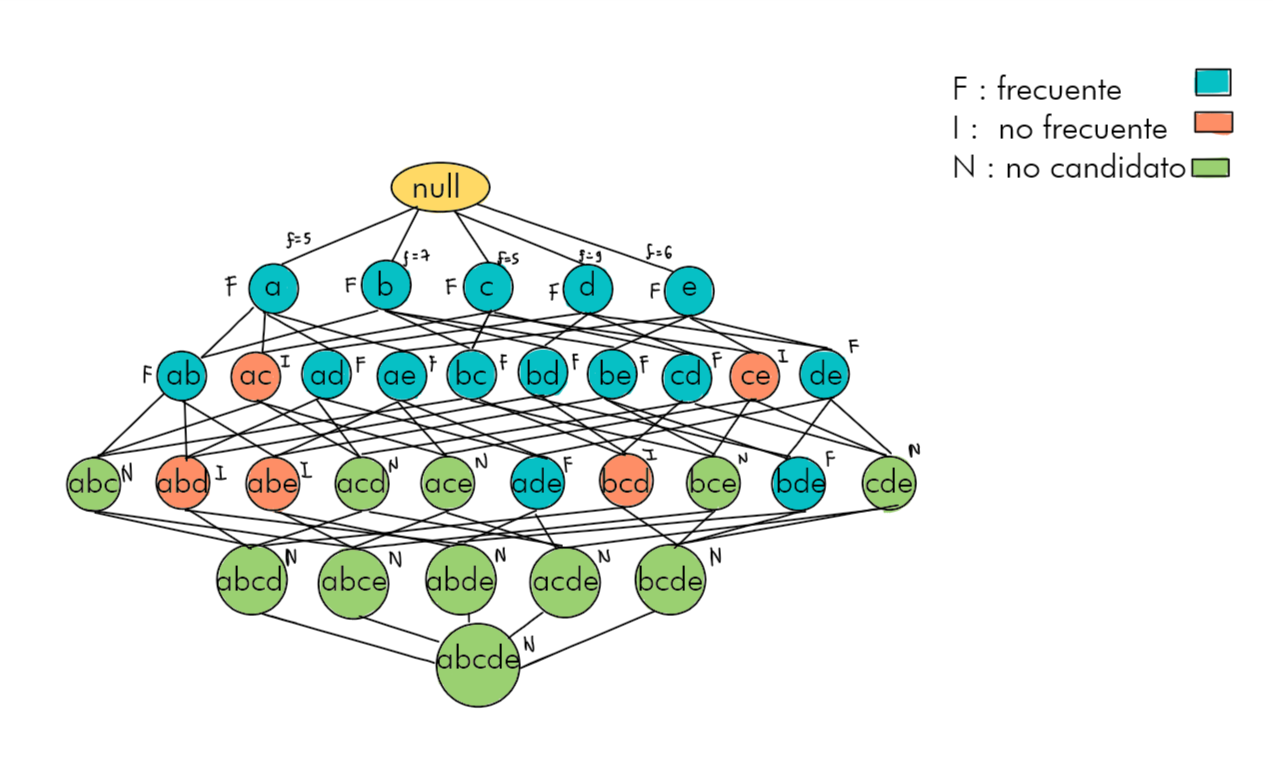 F : frecuente
I : no frecuente
N : no candidato
null
f=5 f=7 f=5 f=9 f=6
F a F b F c F d F e
F ab ac I ad F ae F bc F bd F be F cd F ce I de F
abc N abd I abe I acd N ace N ade F bcd I bce N bde F cde N
abcd N abce N abde N acde N bcde N
abcde N